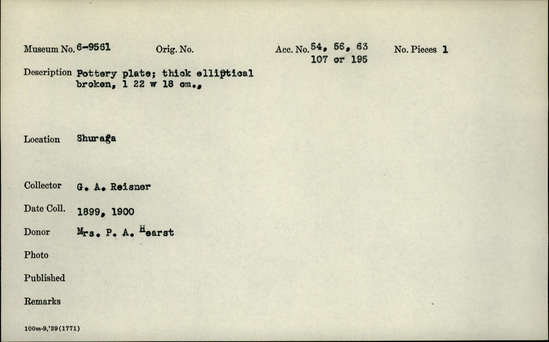 Museum No. 6-9561 Orig. No. Acc. No. 54, 56, 63 No. Pieces 1
107 or 195
Description Pottery plate; thick elliptical
broken, l 22 w 18 cm.,
Location Shuraga
Collector G. A. Reisner
Date Coll. 1899, 1900
Donor Mrs. P. A. Hearst
Photo
Published
Remarks
100m-9,'39(1771)